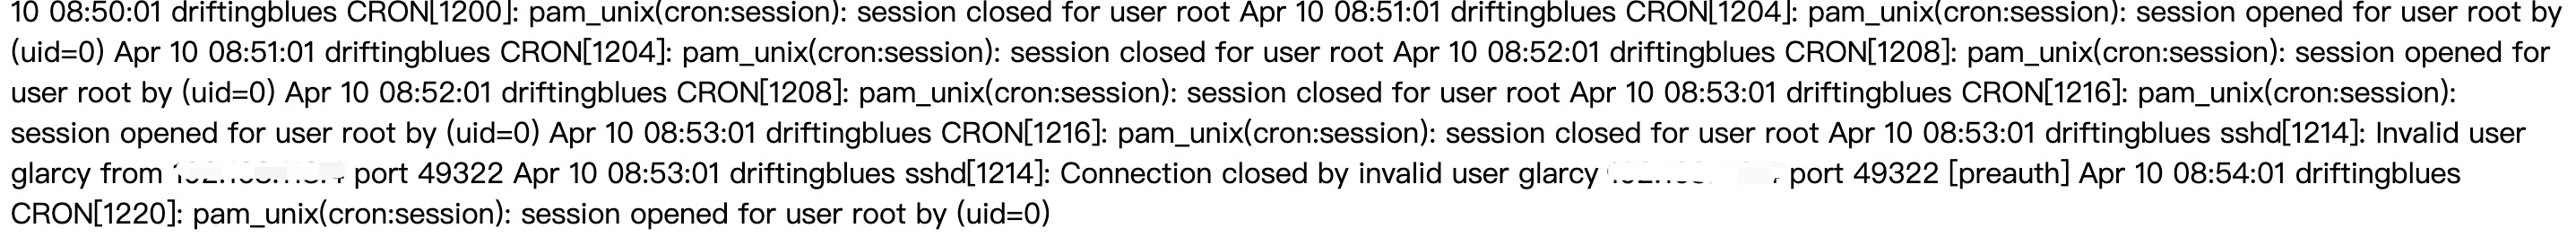 10 08:50:01 driftingblues CRON[1200]: pam_unix(cron:session): session closed for user root Apr 10 08:51:01 driftingblues CRON[1204]: pam_unix(cron:session): session opened for user root by
(uid=0) Apr 10 08:51:01 driftingblues CRON[1204]: pam_unix(cron:session): session closed for user root Apr 10 08:52:01 driftingblues CRON[1208]: pam_unix(cron:session): session opened for
user root by (uid=0) Apr 10 08:52:01 driftingblues CRON[1208]: pam_unix(cron:session): session closed for user root Apr 10 08:53:01 driftingblues CRON[1216]: pam_unix(cron:session):
session opened for user root by (uid=0) Apr 10 08:53:01 driftingblues CRON[1216]: pam_unix(cron:session): session closed for user root Apr 10 08:53:01 driftingblues sshd[1214]: Invalid user
glarcy from port 49322 Apr 10 08:53:01 driftingblues sshd[1214]: Connection closed by invalid user glarcy port 49322 [preauth] Apr 10 08:54:01 driftingblues
CRON[1220]: pam_unix(cron:session): session opened for user root by (uid=0)